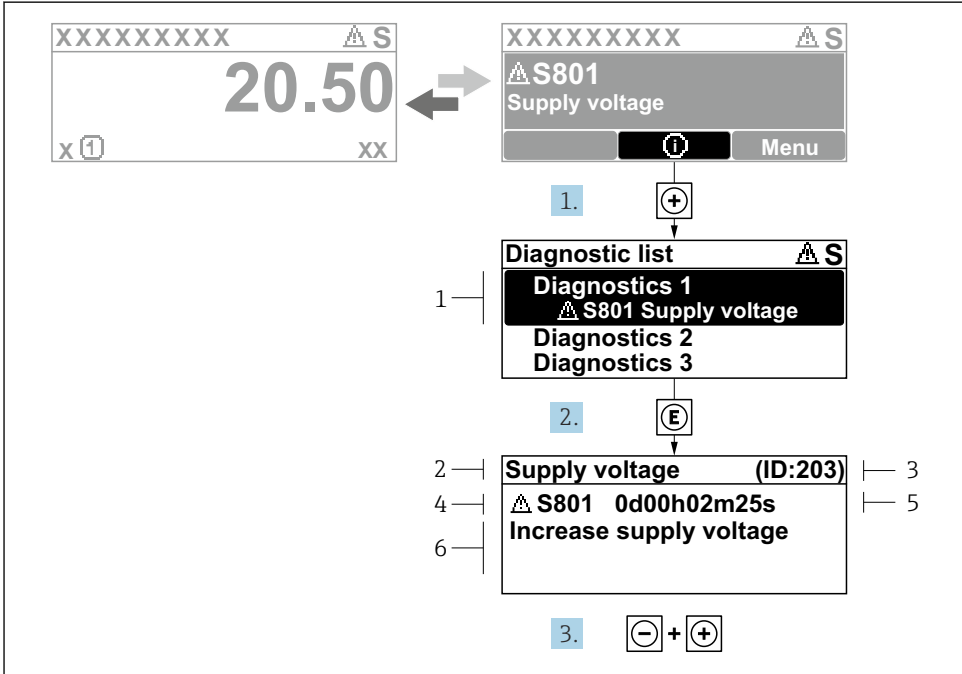 XXXXXXXXX ⚠ S
20.50
x ① xx
XXXXXXXXX ⚠ S
⚠ S801
Supply voltage
ⓘ Menu
1. +
Diagnostic list ⚠ S
1
Diagnostics 1
⚠ S801 Supply voltage
Diagnostics 2
Diagnostics 3
2. E
2 Supply voltage (ID:203) 3
4 ⚠ S801 0d00h02m25s 5
6 Increase supply voltage
3. − + +